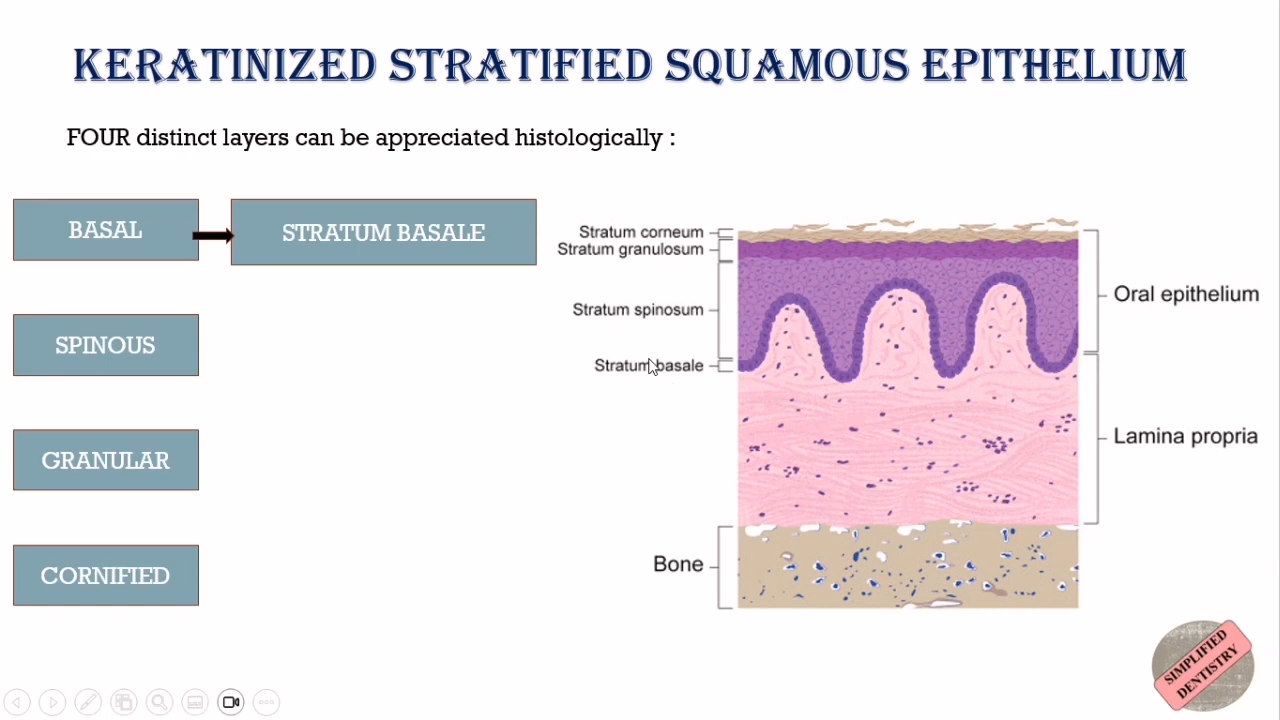 KERATINIZED STRATIFIED SQUAMOUS EPITHELIUM
FOUR distinct layers can be appreciated histologically :
BASAL
STRATUM BASALE
SPINOUS
GRANULAR
CORNIFIED
Stratum corneum
Stratum granulosum
Stratum spinosum
Stratum basale
Bone
Oral epithelium
Lamina propria
SIMPLIFIED
DENTISTRY